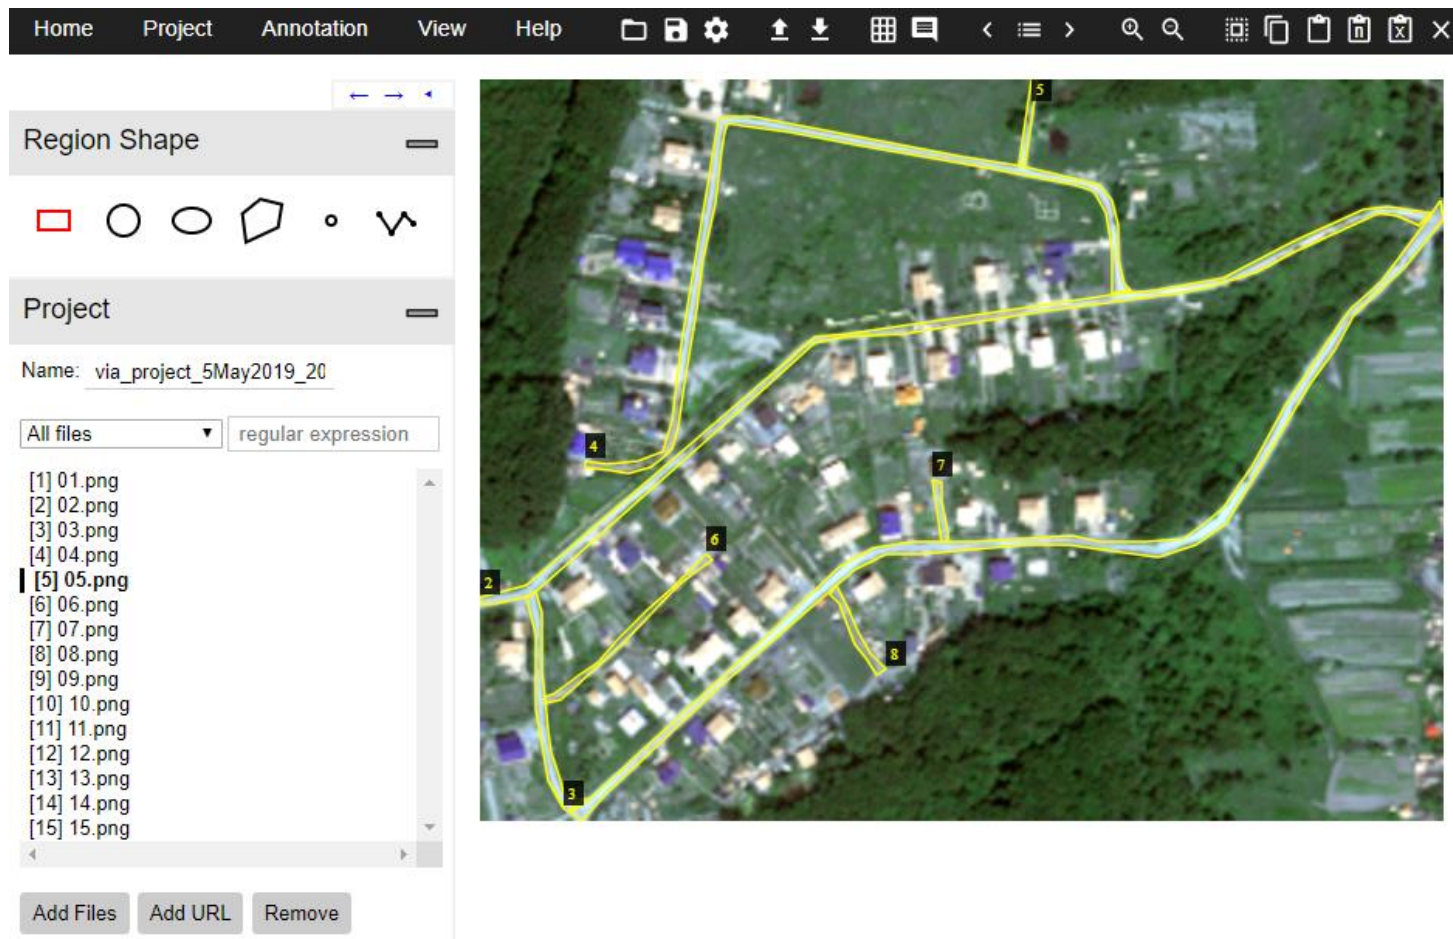 Home Project Annotation View Help
Region Shape
Project
Name: via_project_5May2019_20
All files regular expression
[1] 01.png
[2] 02.png
[3] 03.png
[4] 04.png
[5] 05.png
[6] 06.png
[7] 07.png
[8] 08.png
[9] 09.png
[10] 10.png
[11] 11.png
[12] 12.png
[13] 13.png
[14] 14.png
[15] 15.png
Add Files Add URL Remove
5
4
7
6
2
8
3